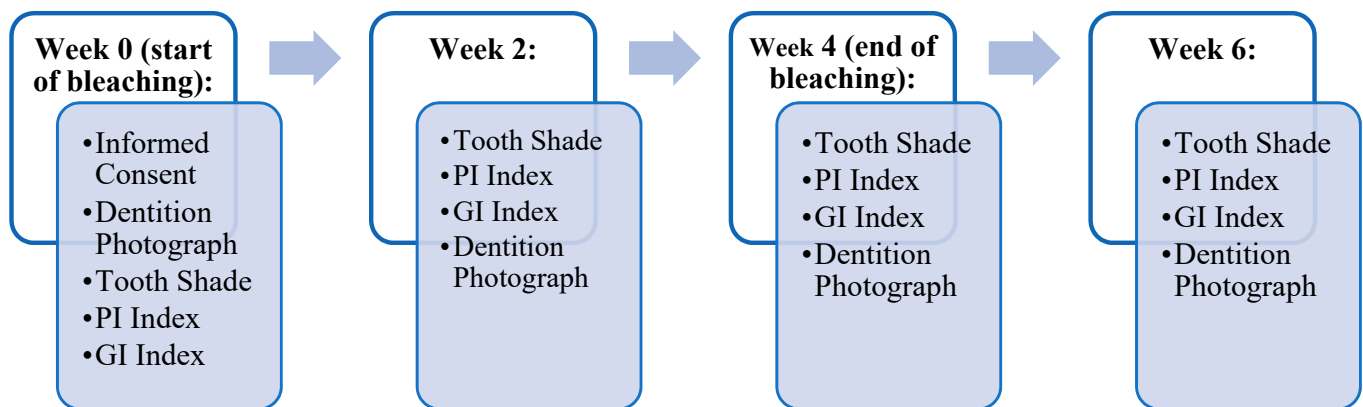 Week 0 (start
of bleaching):
•Informed
Consent
•Dentition
Photograph
•Tooth Shade
•PI Index
•GI Index
Week 2:
•Tooth Shade
•PI Index
•GI Index
•Dentition
Photograph
Week 4 (end of
bleaching):
•Tooth Shade
•PI Index
•GI Index
•Dentition
Photograph
Week 6:
•Tooth Shade
•PI Index
•GI Index
•Dentition
Photograph